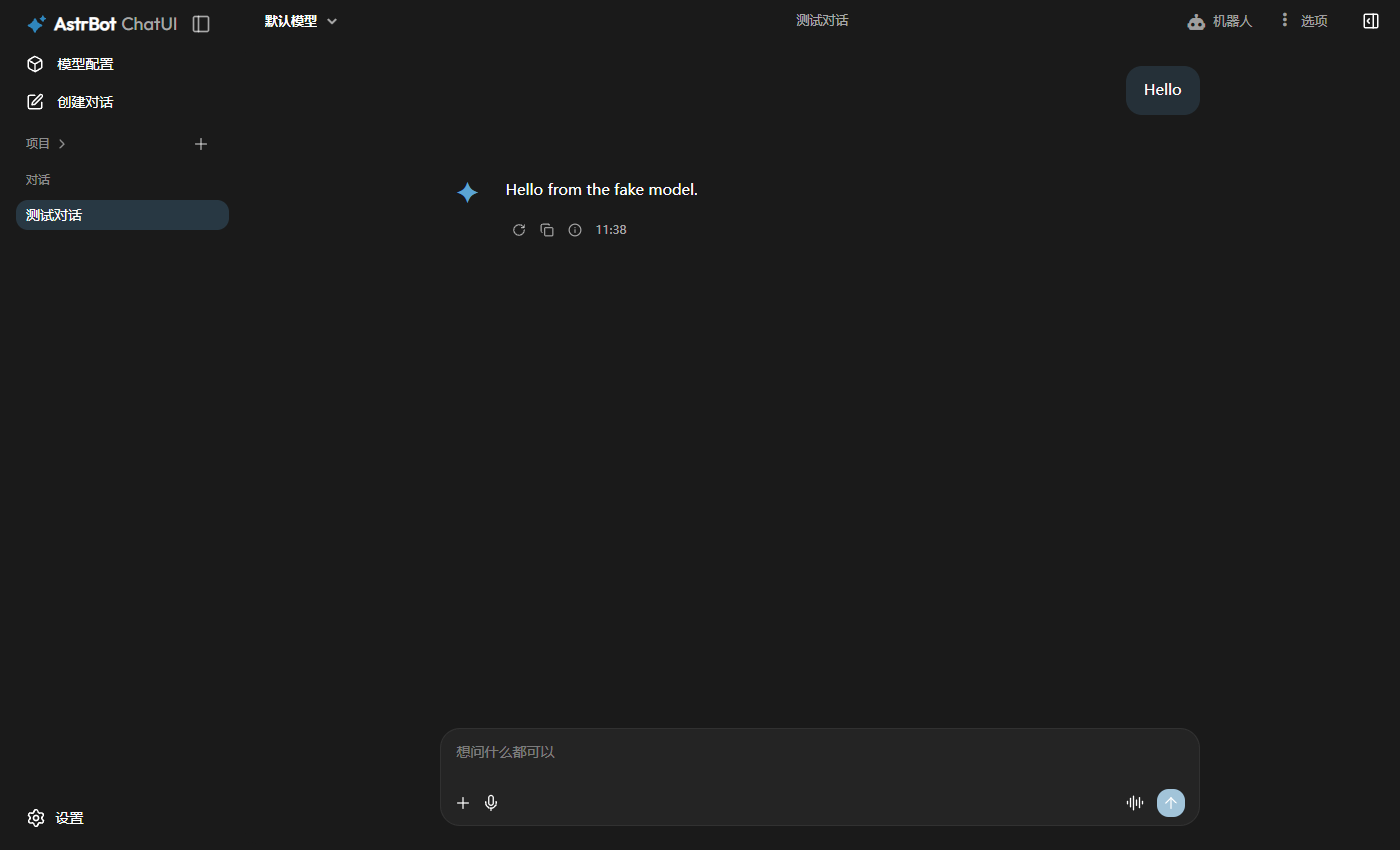 AstrBot ChatUI
默认模型
测试对话
机器人
选项
模型配置
创建对话
项目
对话
测试对话
Hello
Hello from the fake model.
11:38
想问什么都可以
设置